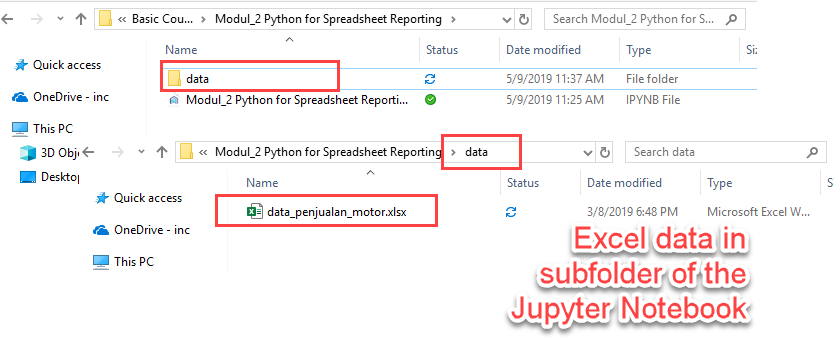 « Basic Cou... › Modul_2 Python for Spreadsheet Reporting › Search Modul_2 Python for S...
Name Status Date modified TYPE Siz
Quick access
data 5/9/2019 11:37 AM File folder
OneDrive - inc
Modul_2 Python for Spreadsheet Reporti... 5/9/2019 11:25 AM IPYNB File
This PC
3D Obje
Desktop
« Modul_2 Python for Spreadsheet Reporting › data Search data
Name Status Date modified Type
Quick access
data_penjualan_motor.xlsx 3/8/2019 6:48 PM Microsoft Excel W...
OneDrive - inc
This PC
Excel data in
subfolder of the
Jupyter Notebook